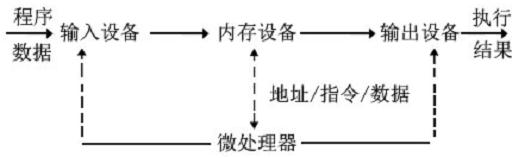 程序
数据
输入设备
内存设备
输出设备
执行
结果
地址/指令/数据
微处理器